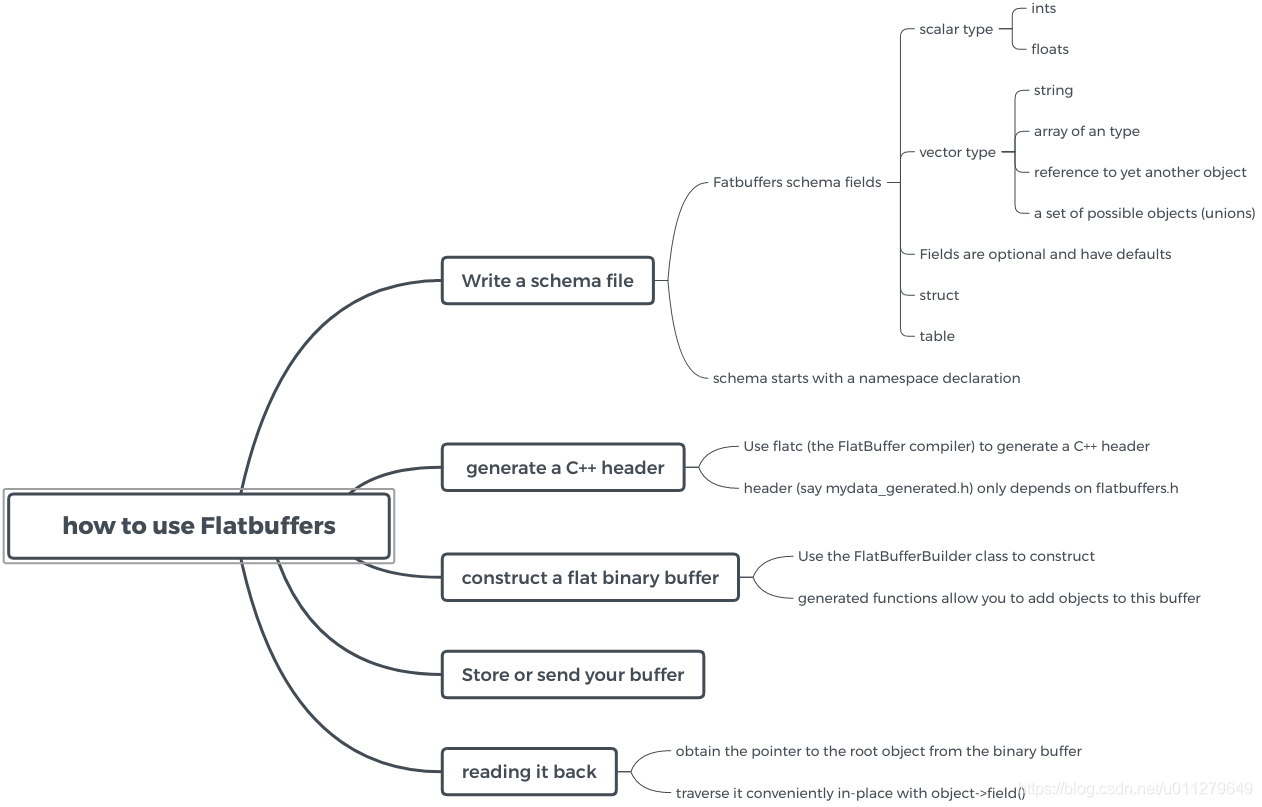 how to use Flatbuffers
Write a schema file
Fatbuffers schema fields
scalar type
ints
floats
vector type
string
array of an type
reference to yet another object
a set of possible objects (unions)
Fields are optional and have defaults
struct
table
schema starts with a namespace declaration
generate a C++ header
Use flatc (the FlatBuffer compiler) to generate a C++ header
header (say mydata_generated.h) only depends on flatbuffers.h
construct a flat binary buffer
Use the FlatBufferBuilder class to construct
generated functions allow you to add objects to this buffer
Store or send your buffer
reading it back
obtain the pointer to the root object from the binary buffer
traverse it conveniently in-place with object->field()
https://blog.csdn.net/u011279649